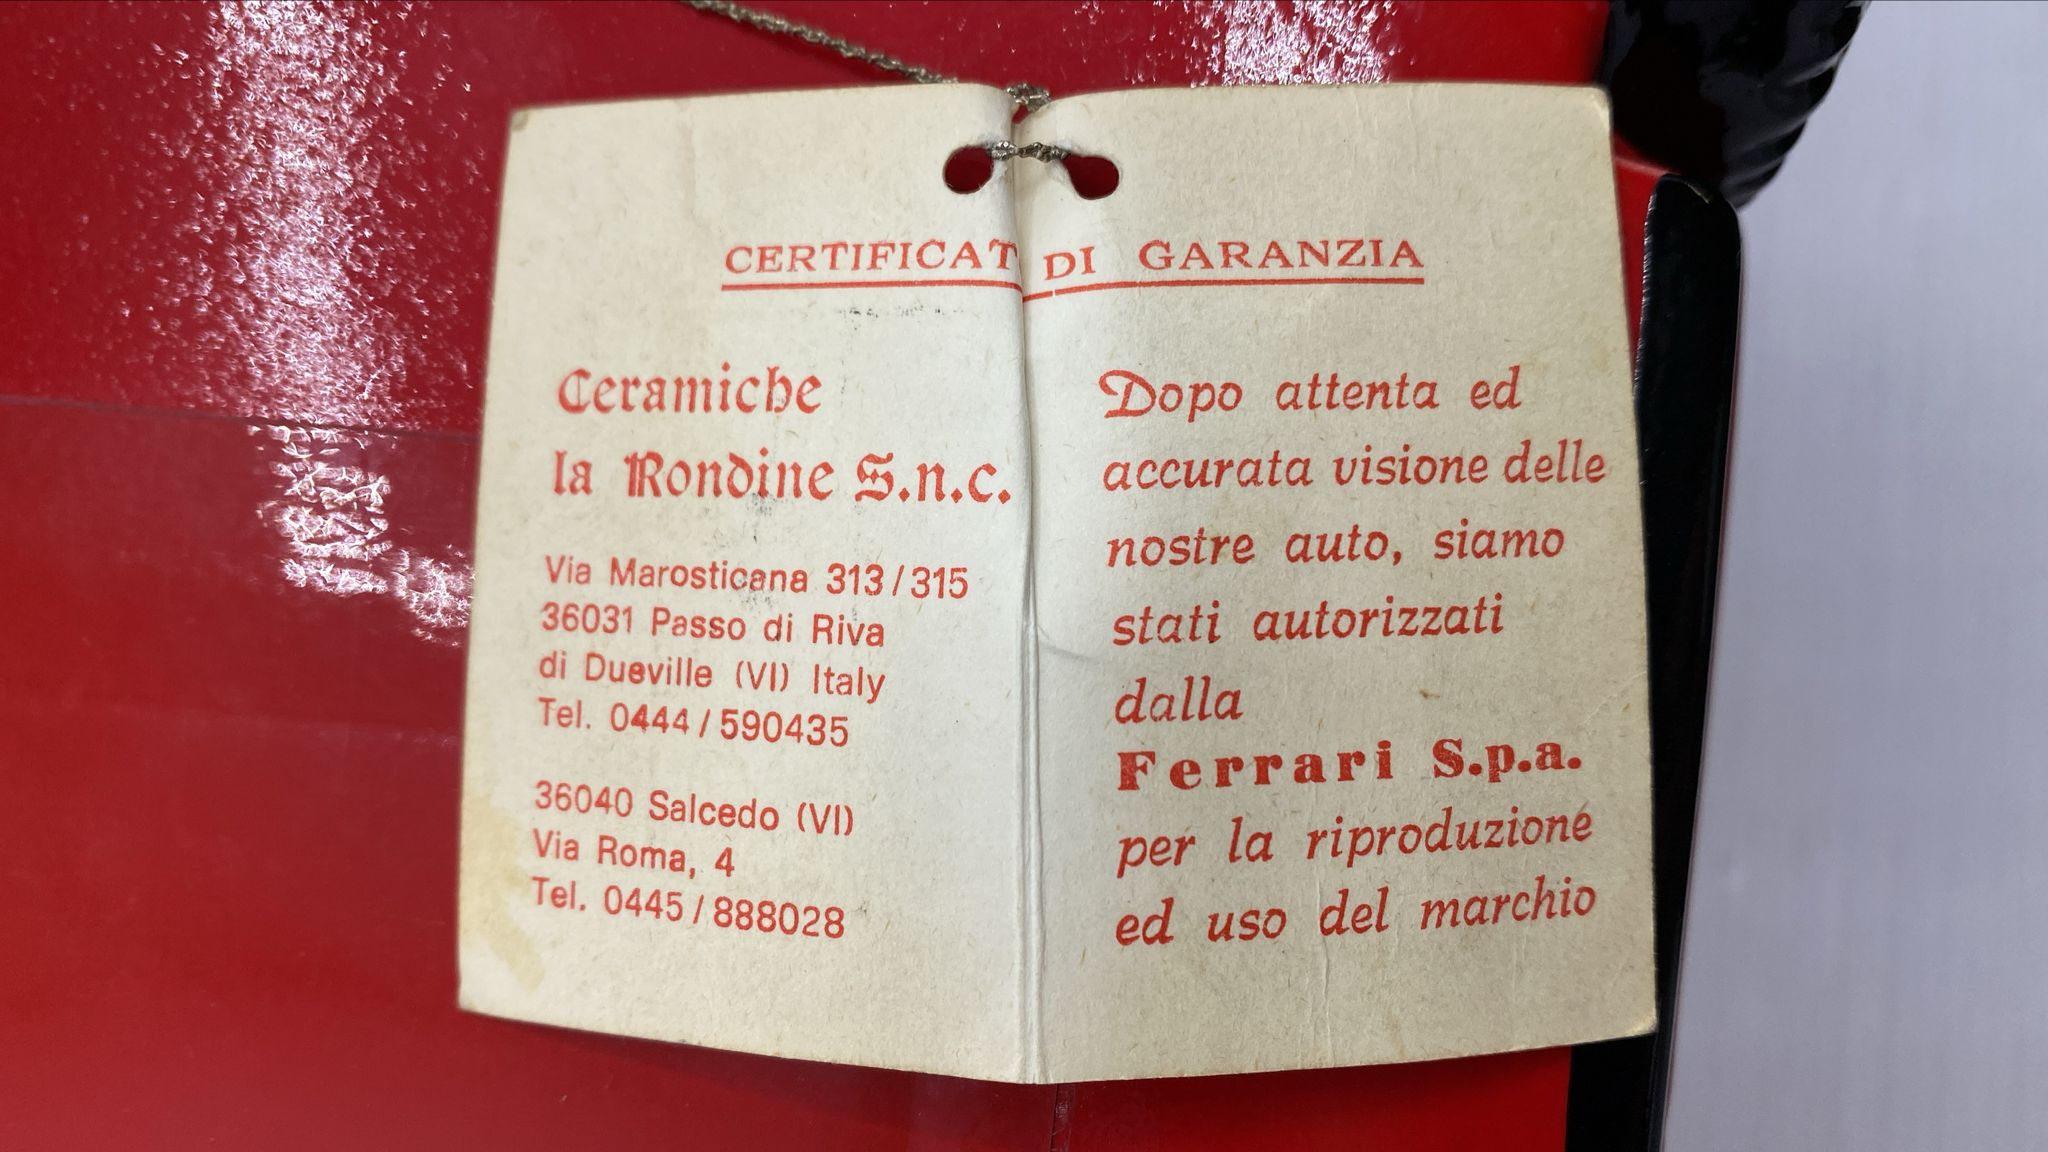 CERTIFICAT DI GARANZIA
Ceramiche
la Rondine S.n.c.
Via Marosticana 313/315
36031 Passo di Riva
di Dueville (VI) Italy
Tel. 0444/590435
36040 Salcedo (VI)
Via Roma, 4
Tel. 0445/888028
Dopo attenta ed
accurata visione delle
nostre auto, siamo
stati autorizzati
dalla
Ferrari S.p.a.
per la riproduzione
ed uso del marchio